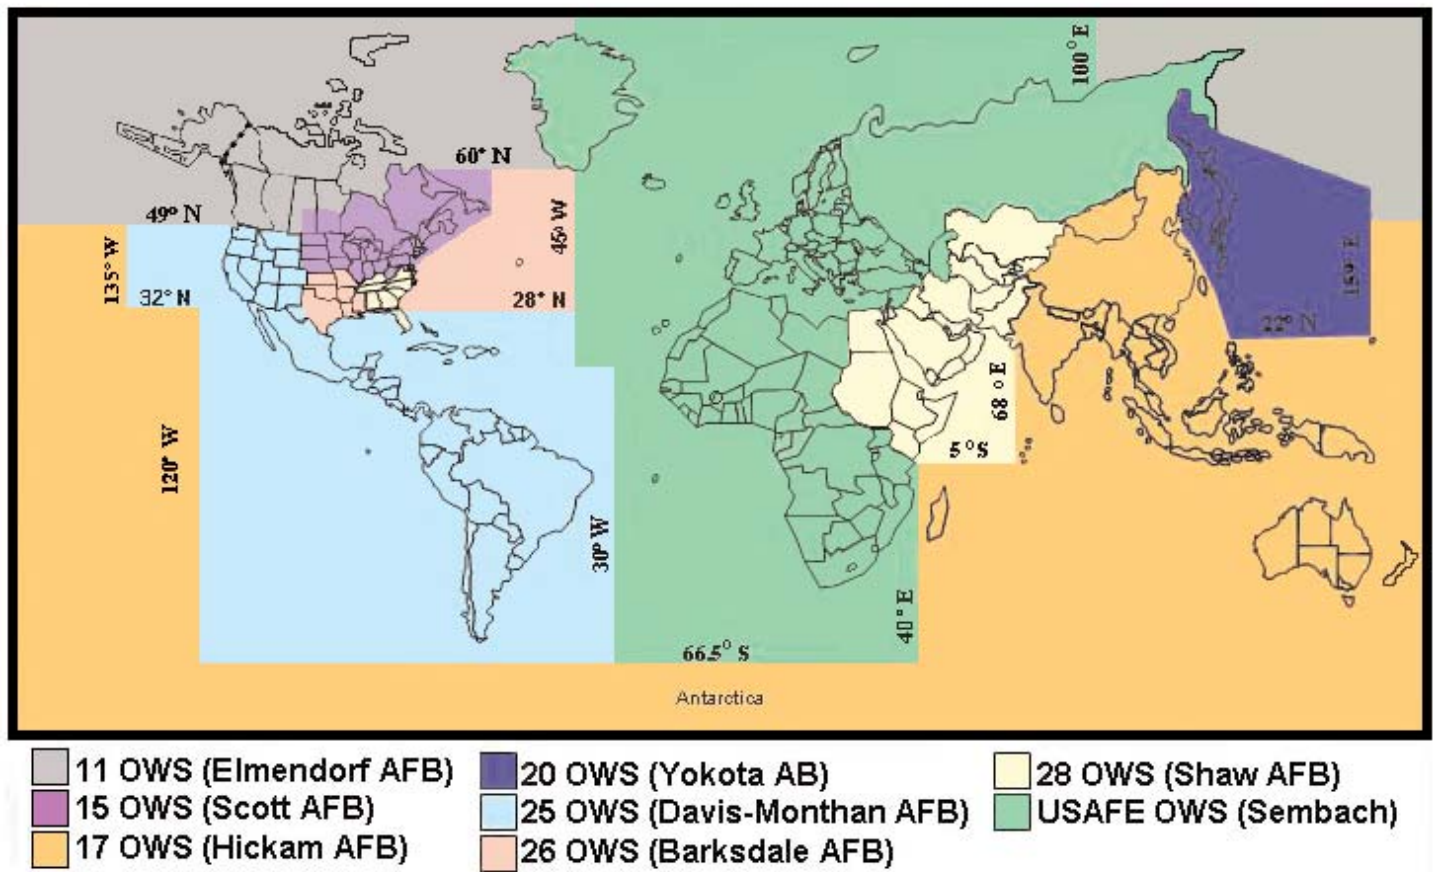 100° E
60° N
49° N
45° W
135° W
159° E
32° N
28° N
22° N
68° E
120° W
5° S
30° W
40° E
66.5° S
Antarctica
11 OWS (Elmendorf AFB)
20 OWS (Yokota AB)
28 OWS (Shaw AFB)
15 OWS (Scott AFB)
25 OWS (Davis-Monthan AFB)
USAFE OWS (Sembach)
17 OWS (Hickam AFB)
26 OWS (Barksdale AFB)